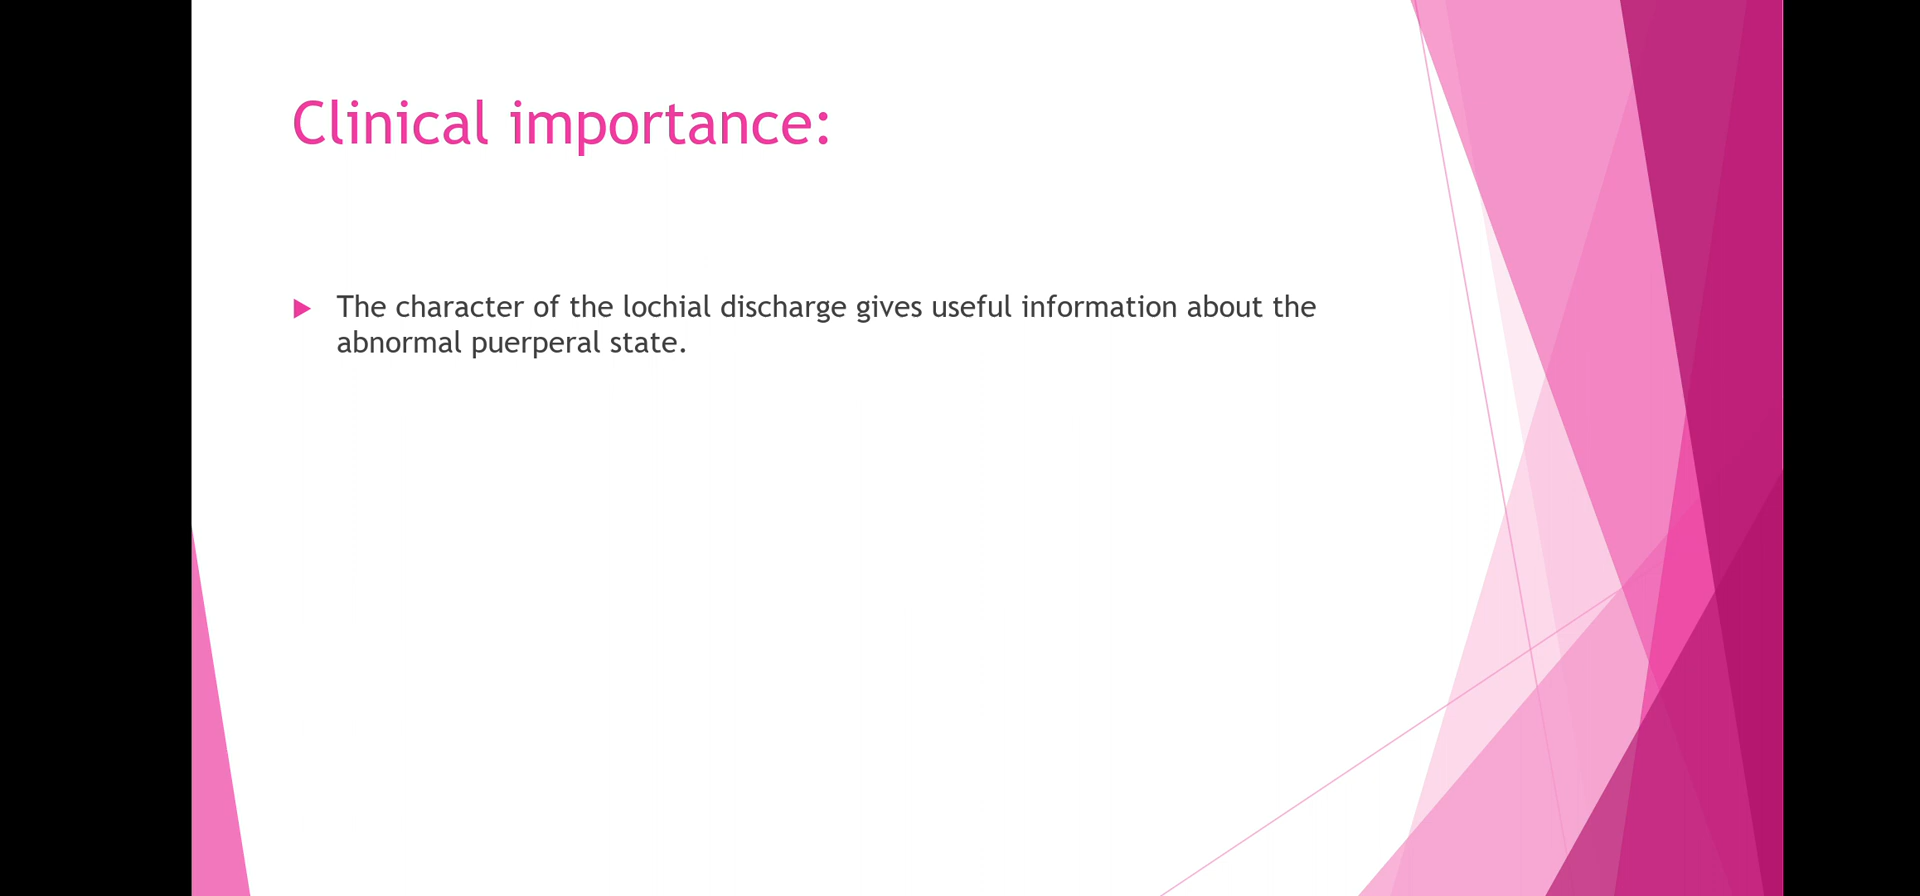 Clinical importance:
The character of the lochial discharge gives useful information about the
abnormal puerperal state.